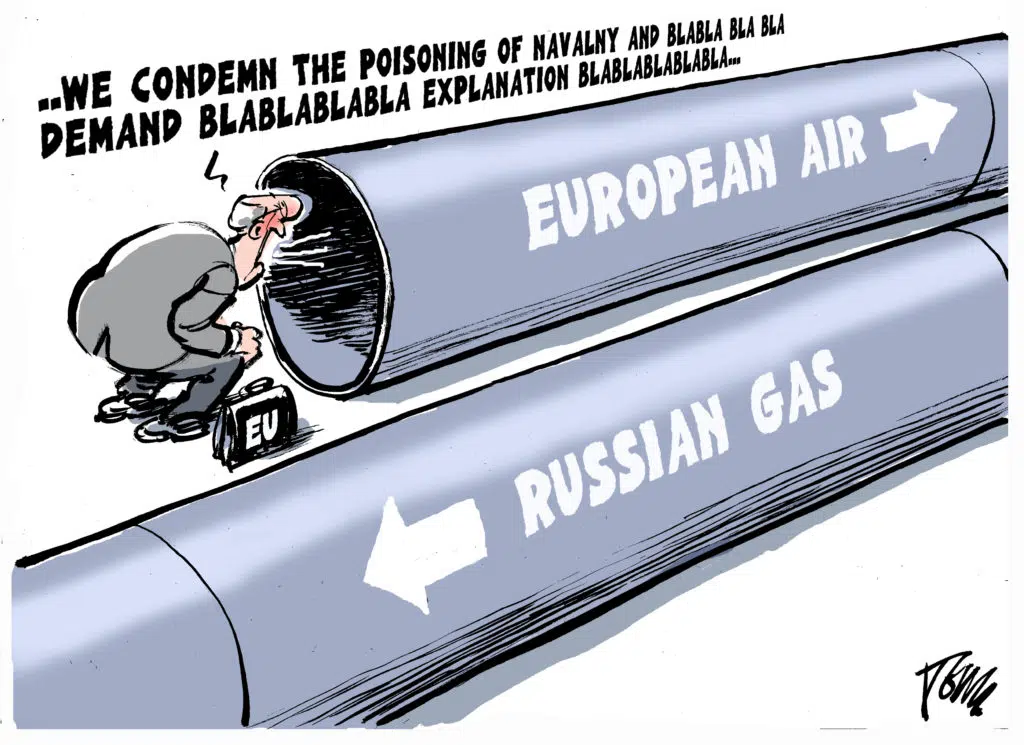 ..WE CONDEMN THE POISONING OF NAVALNY AND BLABLA BLA BLA
DEMAND BLABLABLABLA EXPLANATION BLABLABLABLABLA...
EUROPEAN AIR
EU
RUSSIAN GAS